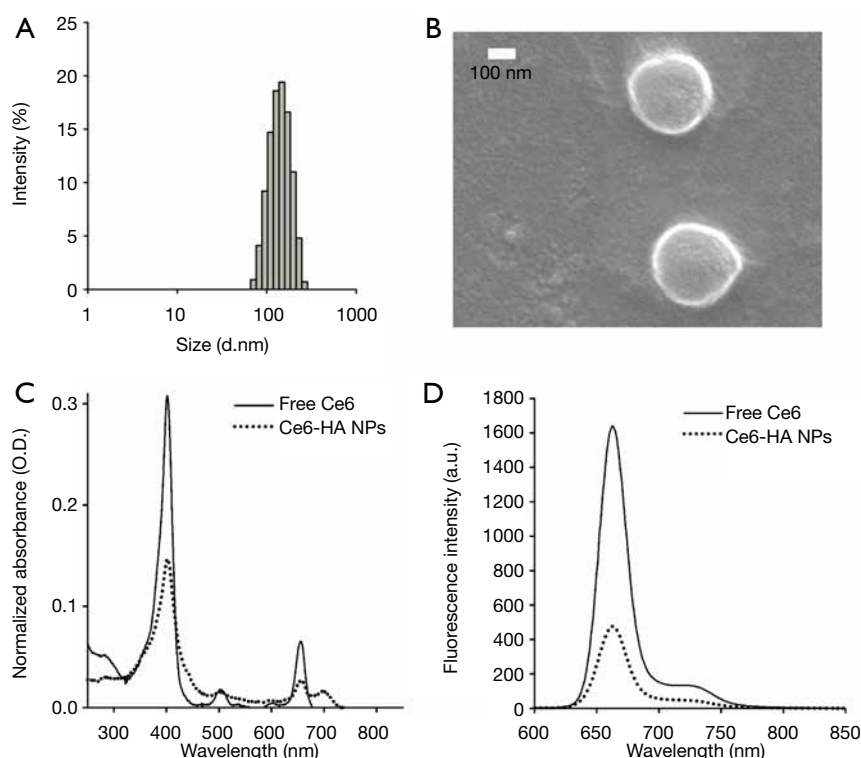 A
Intensity (%)
25
20
15
10
5
0
1 10 100 1000
Size (d.nm)
B
100 nm
C
Normalized absorbance (O.D.)
0.3
0.2
0.1
0.0
Free Ce6
Ce6-HA NPs
300 400 500 600 700 800
Wavelength (nm)
D
Fluorescence intensity (a.u.)
1800
1600
1400
1200
1000
800
600
400
200
0
Free Ce6
Ce6-HA NPs
600 650 700 750 800 850
Wavelength (nm)